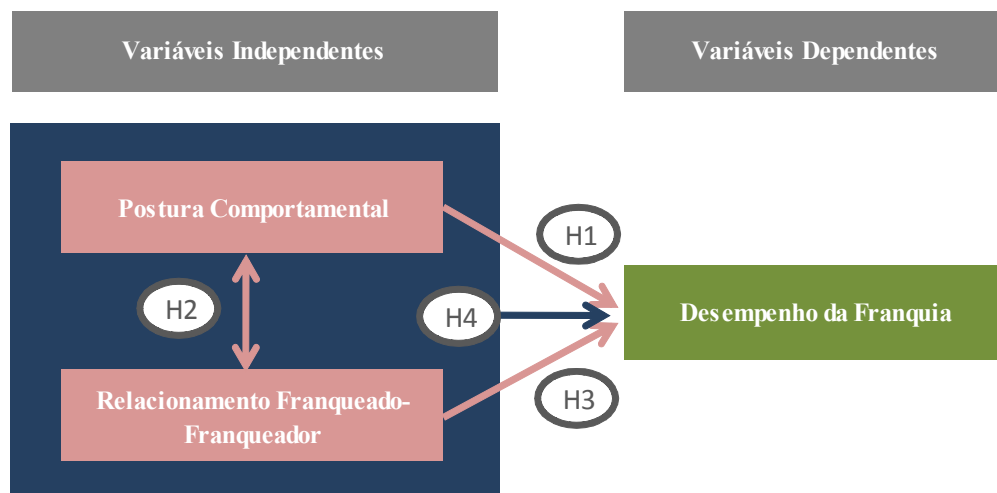 Variáveis Independentes
Variáveis Dependentes
Postura Comportamental
H1
H2
H4
Desempenho da Franquia
Relacionamento Franqueado-
Franqueador
H3